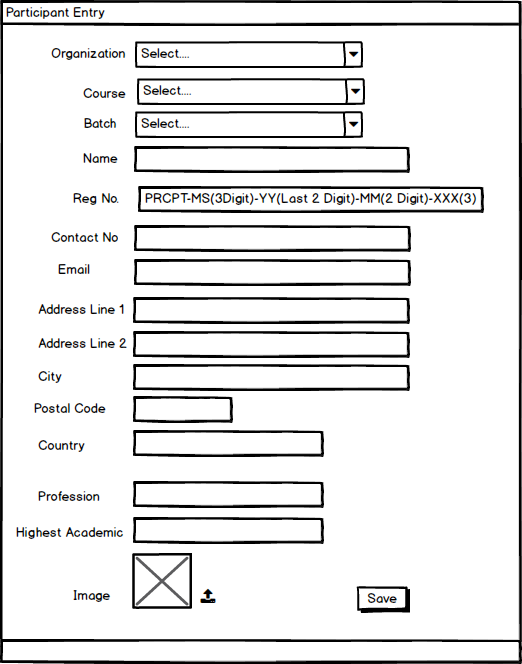 Participant Entry
Organization Select....
Course Select....
Batch Select....
Name
Reg No. PRCPT-MS(3Digit)-YY(Last 2 Digit)-MM(2 Digit)-XXX(3)
Contact No
Email
Address Line 1
Address Line 2
City
Postal Code
Country
Profession
Highest Academic
Image
Save